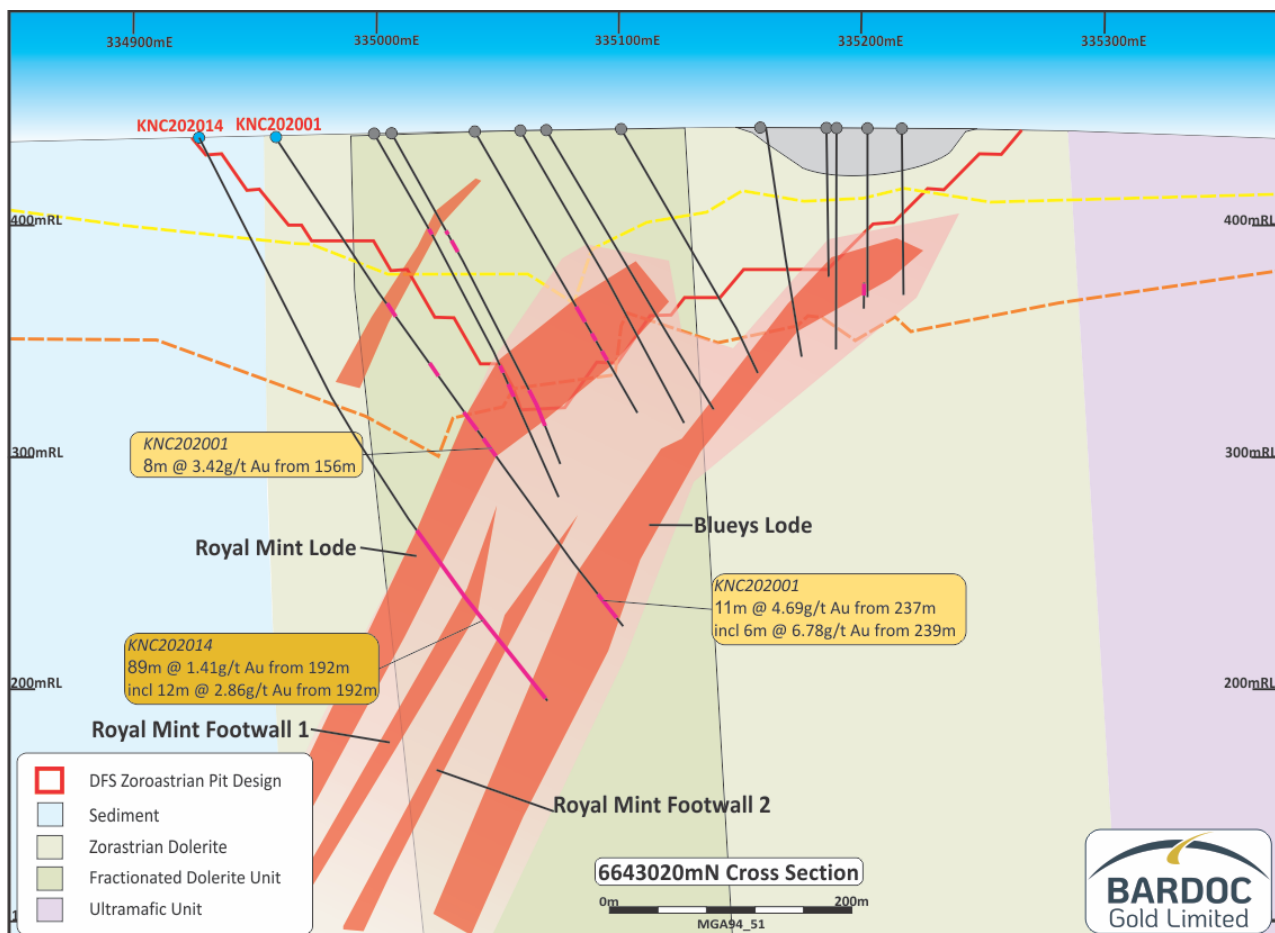 334900mE
335000mE
335100mE
335200mE
335300mE
KNC202014
KNC202001
400mRL
400mRL
300mRL
300mRL
KNC202001
8m @ 3.42g/t Au from 156m
Royal Mint Lode
Blueys Lode
KNC202001
11m @ 4.69g/t Au from 237m
incl 6m @ 6.78g/t Au from 239m
KNC202014
89m @ 1.41g/t Au from 192m
incl 12m @ 2.86g/t Au from 192m
200mRL
200mRL
Royal Mint Footwall 1
Royal Mint Footwall 2
DFS Zoroastrian Pit Design
Sediment
Zorastrian Dolerite
Fractionated Dolerite Unit
Ultramafic Unit
6643020mN Cross Section
0m
200m
MGA94_51
BARDOC
Gold Limited